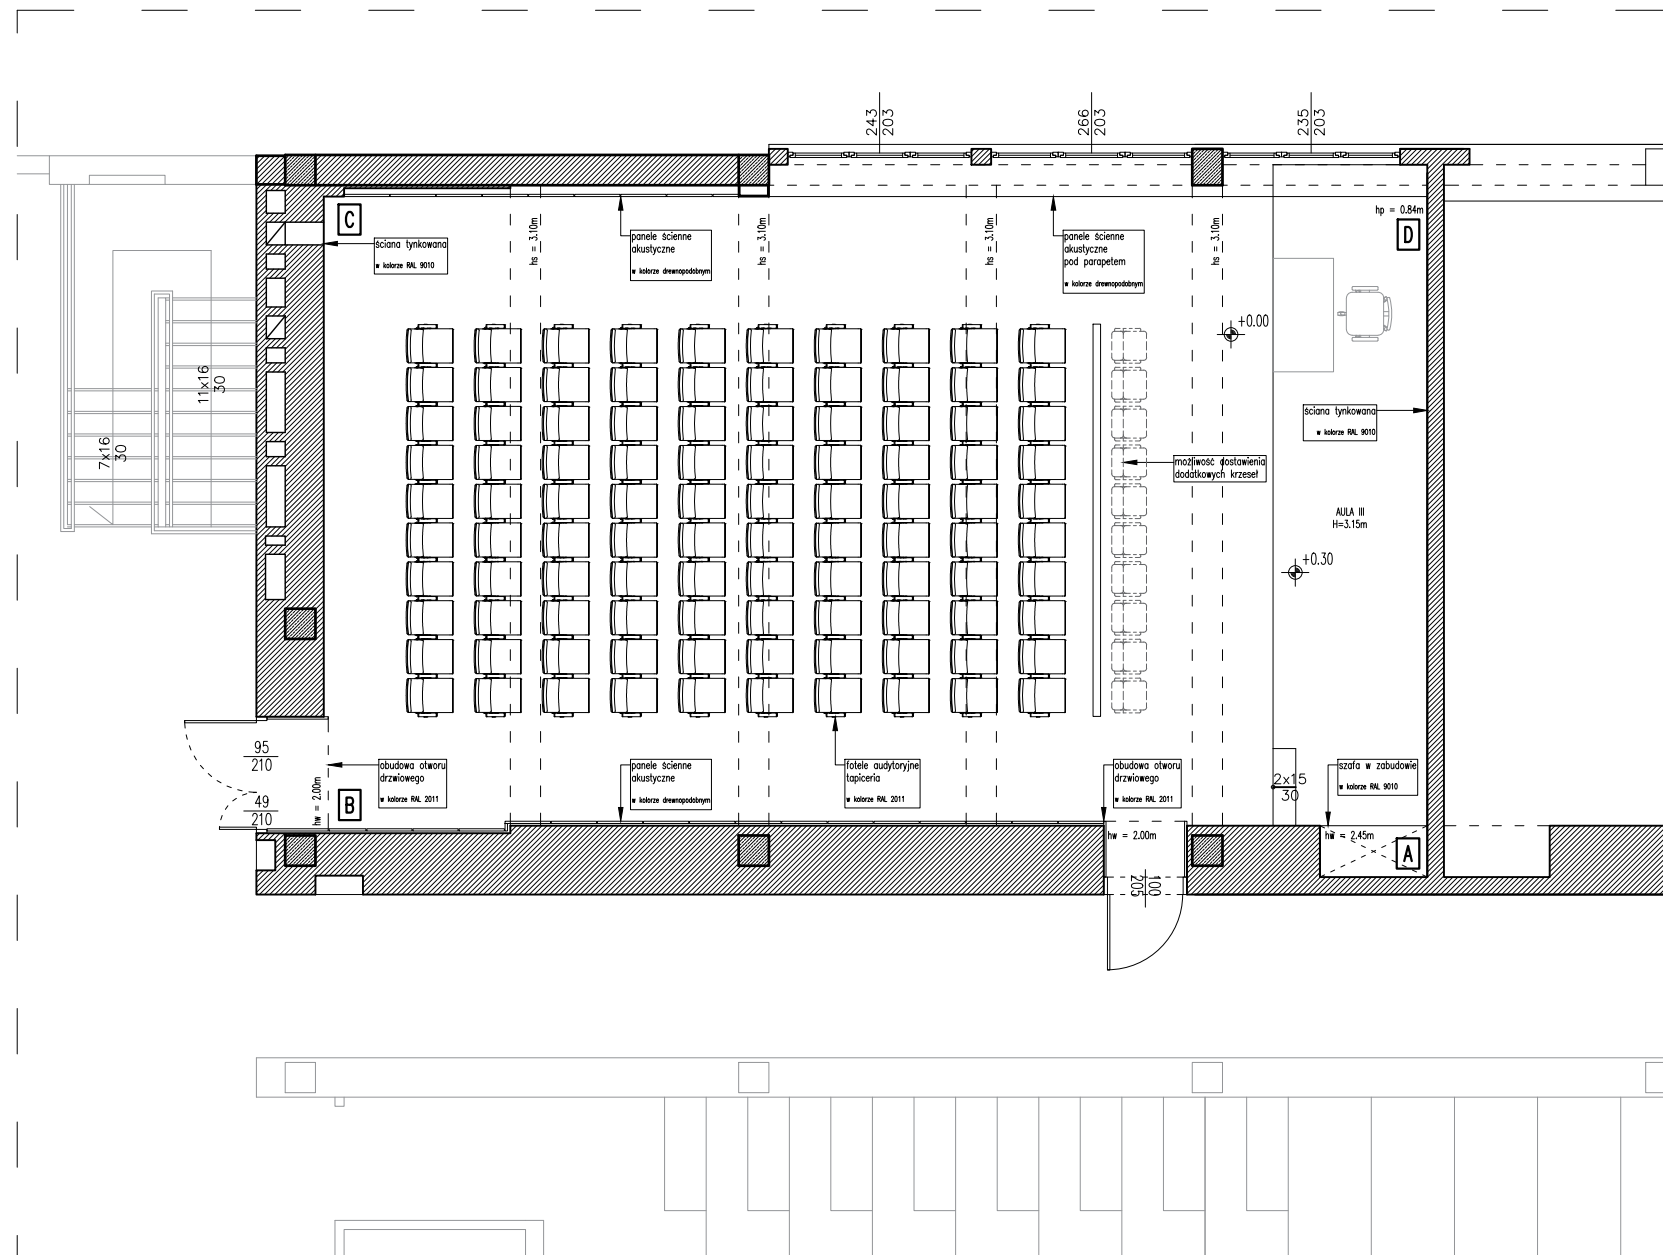 243
203
266
203
235
203
C
ściana tynkowana
w kolorze RAL 9010
hs = 3.10m
panele ścienne
akustyczne
w kolorze drewnopodobnym
hs = 3.10m
hs = 3.10m
panele ścienne
akustyczne
pod parapetem
w kolorze drewnopodobnym
hs = 3.10m
hp = 0.84m
D
+0.00
11x16
30
7x16
30
ściana tynkowana
w kolorze RAL 9010
możliwość dostawienia
dodatkowych krzeseł
AULA III
H=3.15m
+0.30
95
210
49
210
hw = 2.00m
obudowa otworu
drzwiowego
w kolorze RAL 2011
B
panele ścienne
akustyczne
w kolorze drewnopodobnym
fotele audytoryjne
tapiceria
w kolorze RAL 2011
obudowa otworu
drzwiowego
w kolorze RAL 2011
2x15
30
szafa w zabudowie
w kolorze RAL 9010
hw = 2.00m
hw = 2.45m
A
100
205